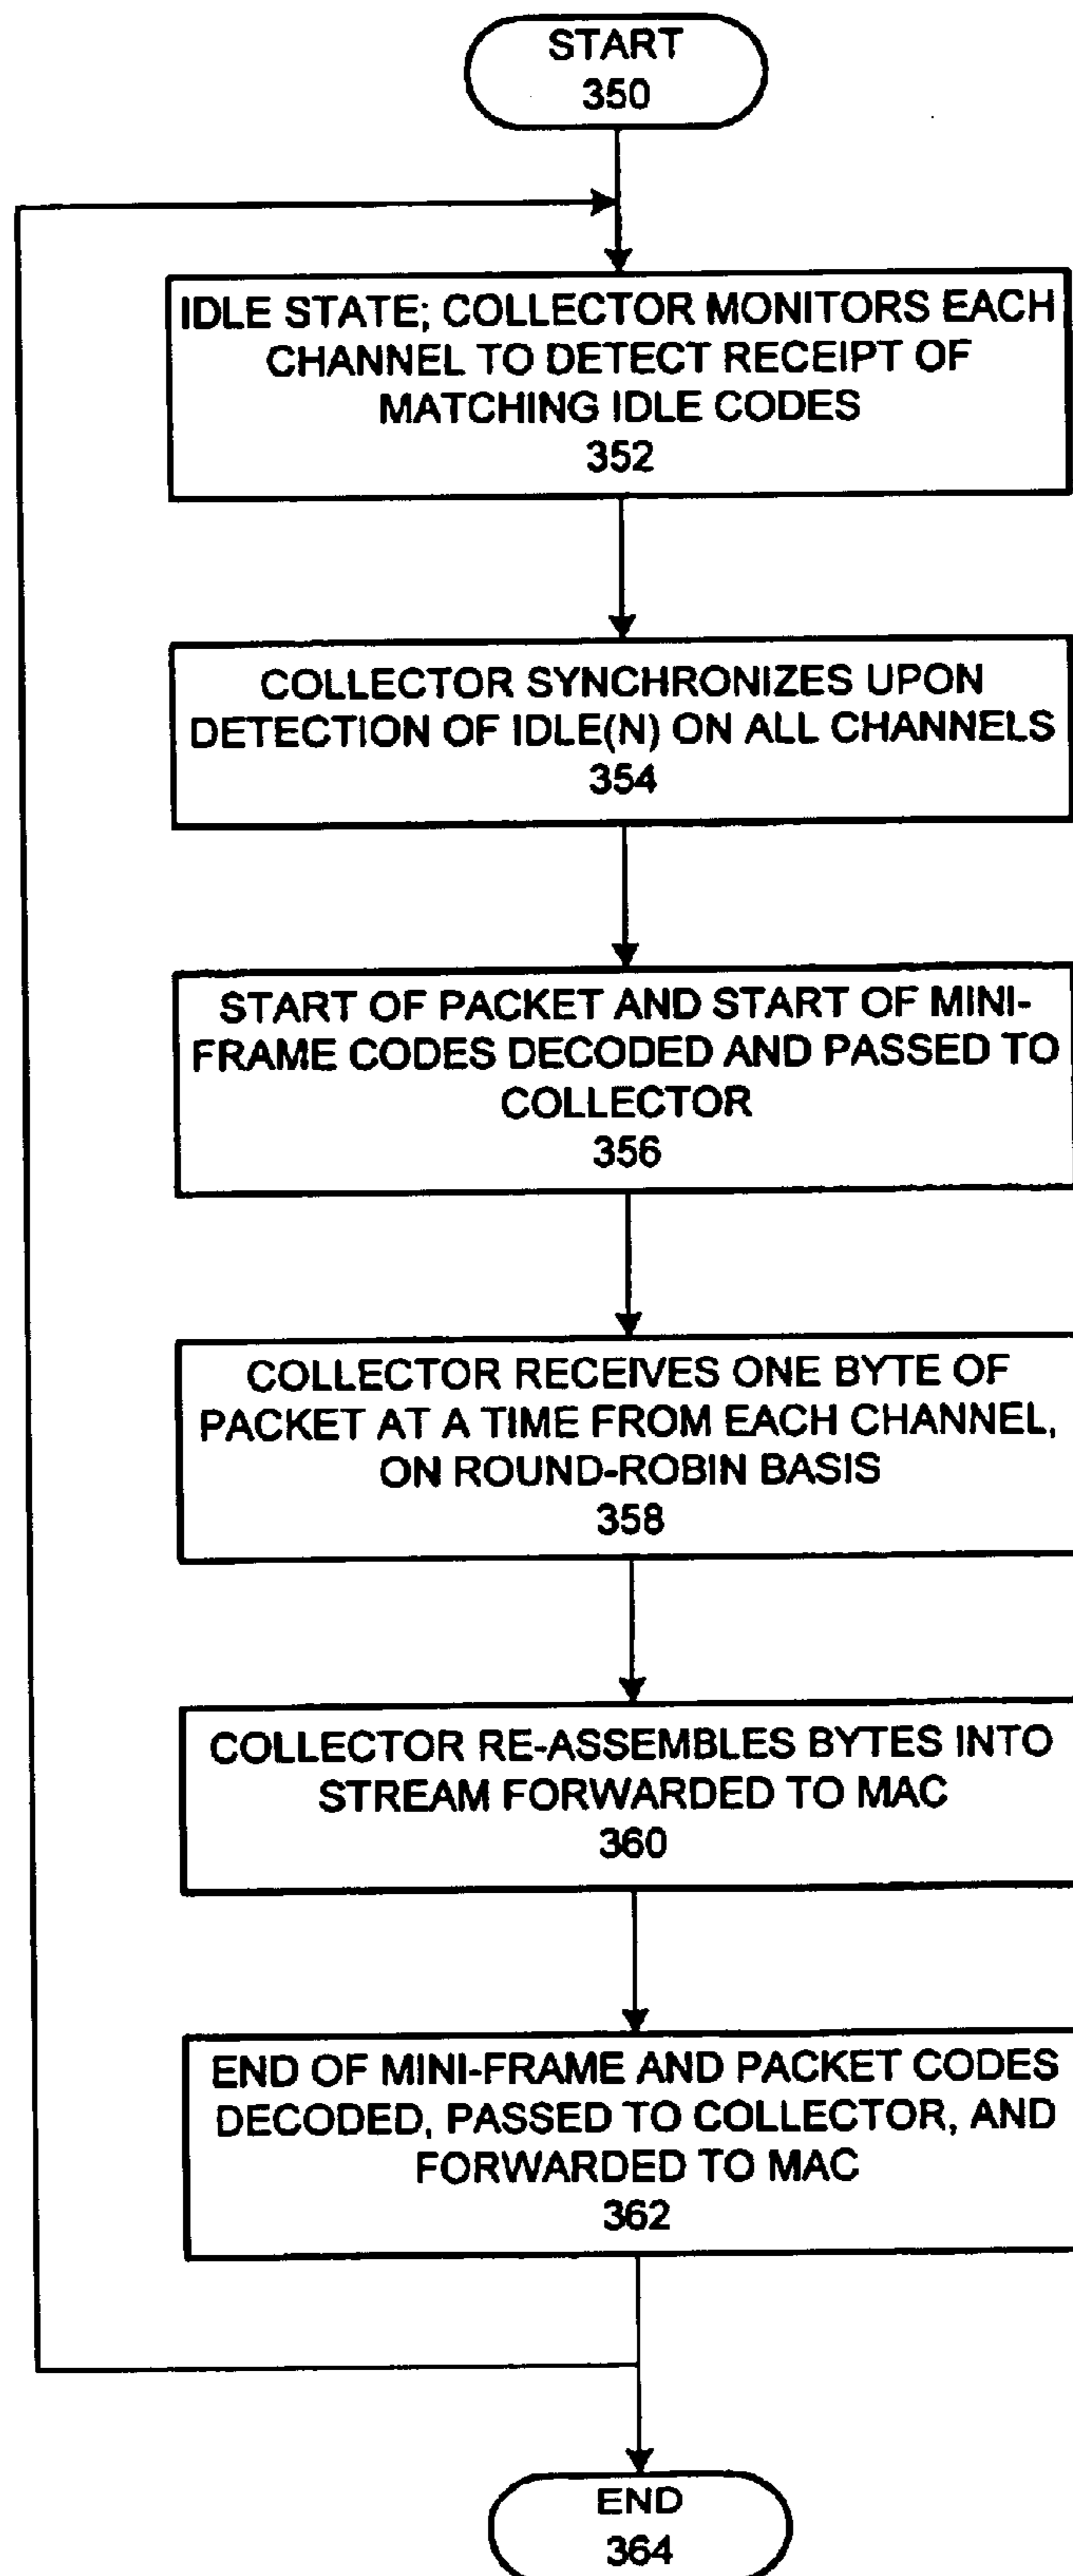 START
350
IDLE STATE; COLLECTOR MONITORS EACH
CHANNEL TO DETECT RECEIPT OF
MATCHING IDLE CODES
352
COLLECTOR SYNCHRONIZES UPON
DETECTION OF IDLE(N) ON ALL CHANNELS
354
START OF PACKET AND START OF MINI-
FRAME CODES DECODED AND PASSED TO
COLLECTOR
356
COLLECTOR RECEIVES ONE BYTE OF
PACKET AT A TIME FROM EACH CHANNEL,
ON ROUND-ROBIN BASIS
358
COLLECTOR RE-ASSEMBLES BYTES INTO
STREAM FORWARDED TO MAC
360
END OF MINI-FRAME AND PACKET CODES
DECODED, PASSED TO COLLECTOR, AND
FORWARDED TO MAC
362
END
364